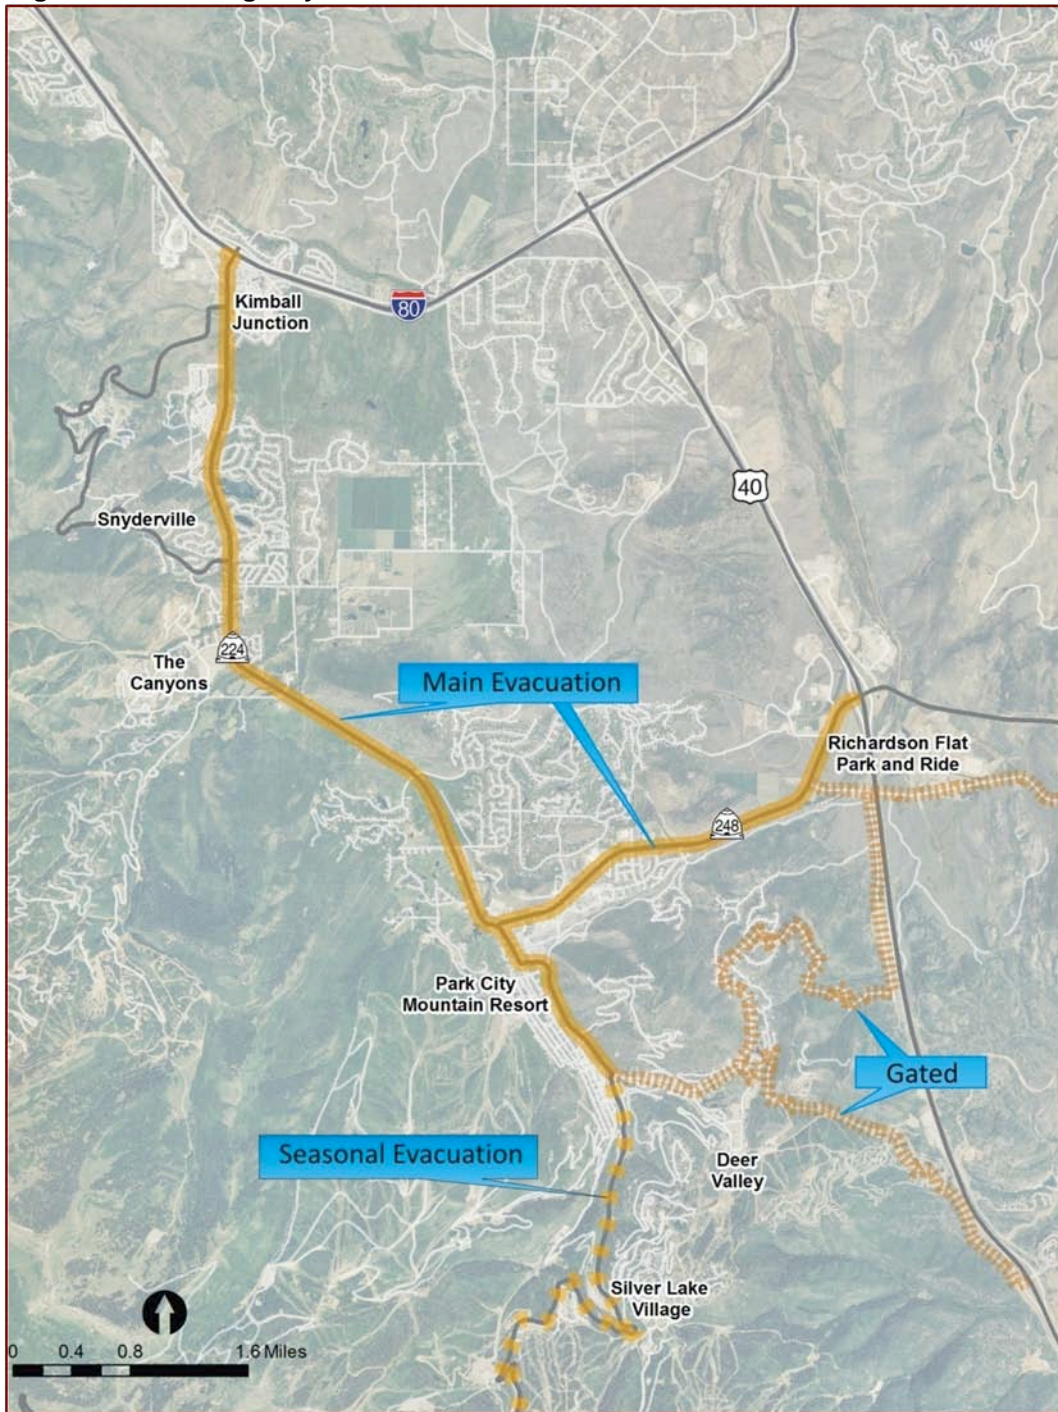 Kimball
Junction
80
40
Snyderville
224
The
Canyons
Main Evacuation
Richardson Flat
Park and Ride
248
Park City
Mountain Resort
Gated
Seasonal Evacuation
Deer
Valley
Silver Lake
Village
0 0.4 0.8 1.6 Miles